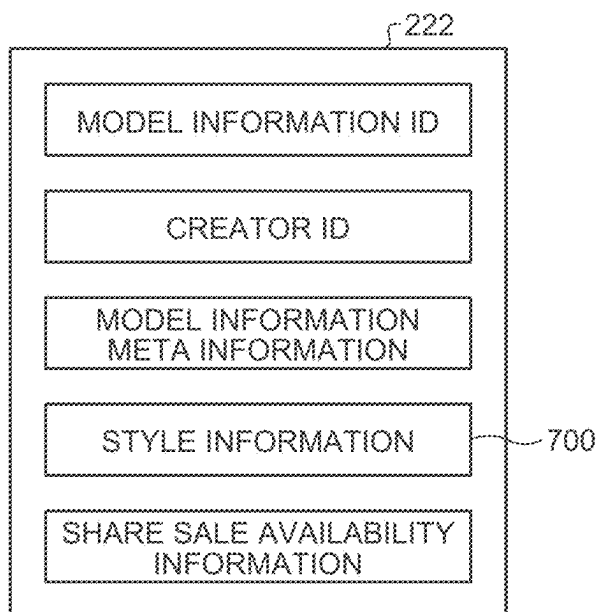 222
MODEL INFORMATION ID
CREATOR ID
MODEL INFORMATION
META INFORMATION
STYLE INFORMATION
700
SHARE SALE AVAILABILITY
INFORMATION